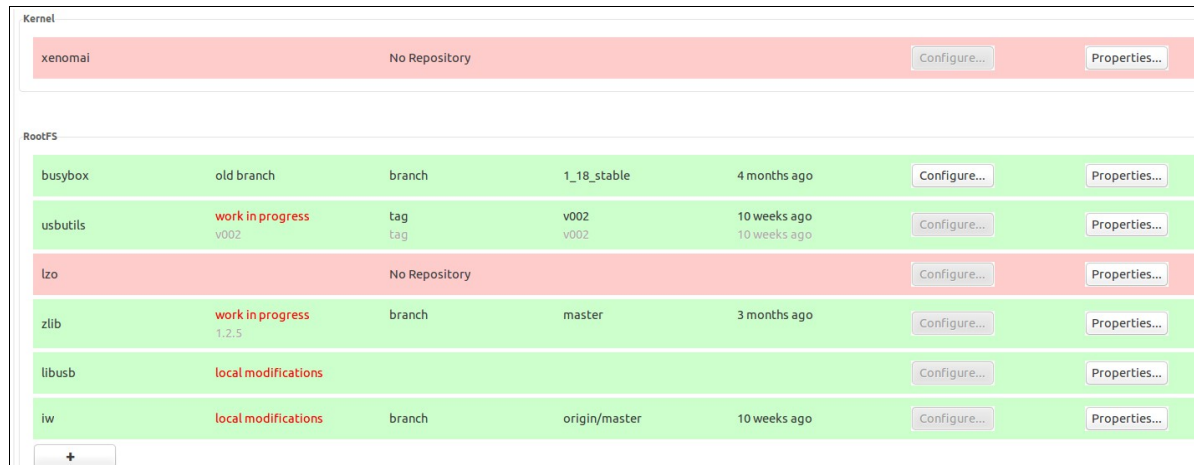 Kernel
xenomai No Repository Configure... Properties...
RootFS
busybox old branch branch 1_18_stable 4 months ago Configure... Properties...
usbutils work in progress tag v002 10 weeks ago Configure... Properties...
v002 tag v002 10 weeks ago
lzo No Repository Configure... Properties...
zlib work in progress branch master 3 months ago Configure... Properties...
1.2.5
libusb local modifications Configure... Properties...
iw local modifications branch origin/master 10 weeks ago Configure... Properties...
+